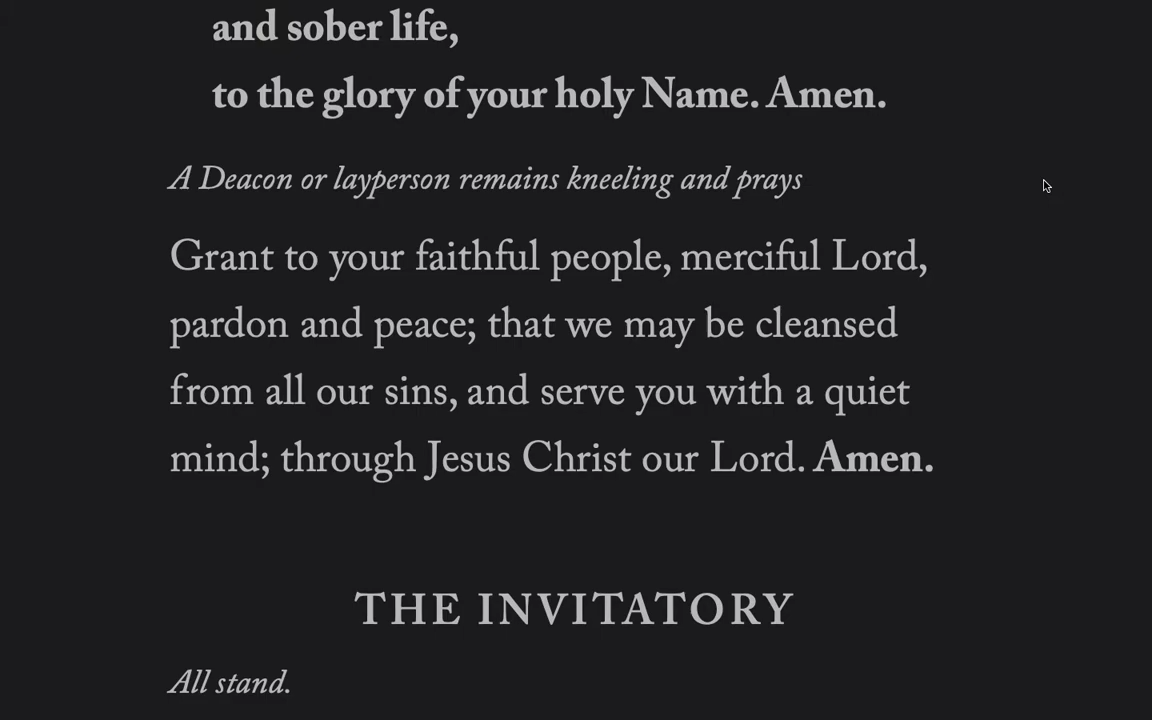 and sober life,
to the glory of your holy Name. Amen.
A Deacon or layperson remains kneeling and prays
Grant to your faithful people, merciful Lord,
pardon and peace; that we may be cleansed
from all our sins, and serve you with a quiet
mind; through Jesus Christ our Lord. Amen.
THE INVITATORY
All stand.